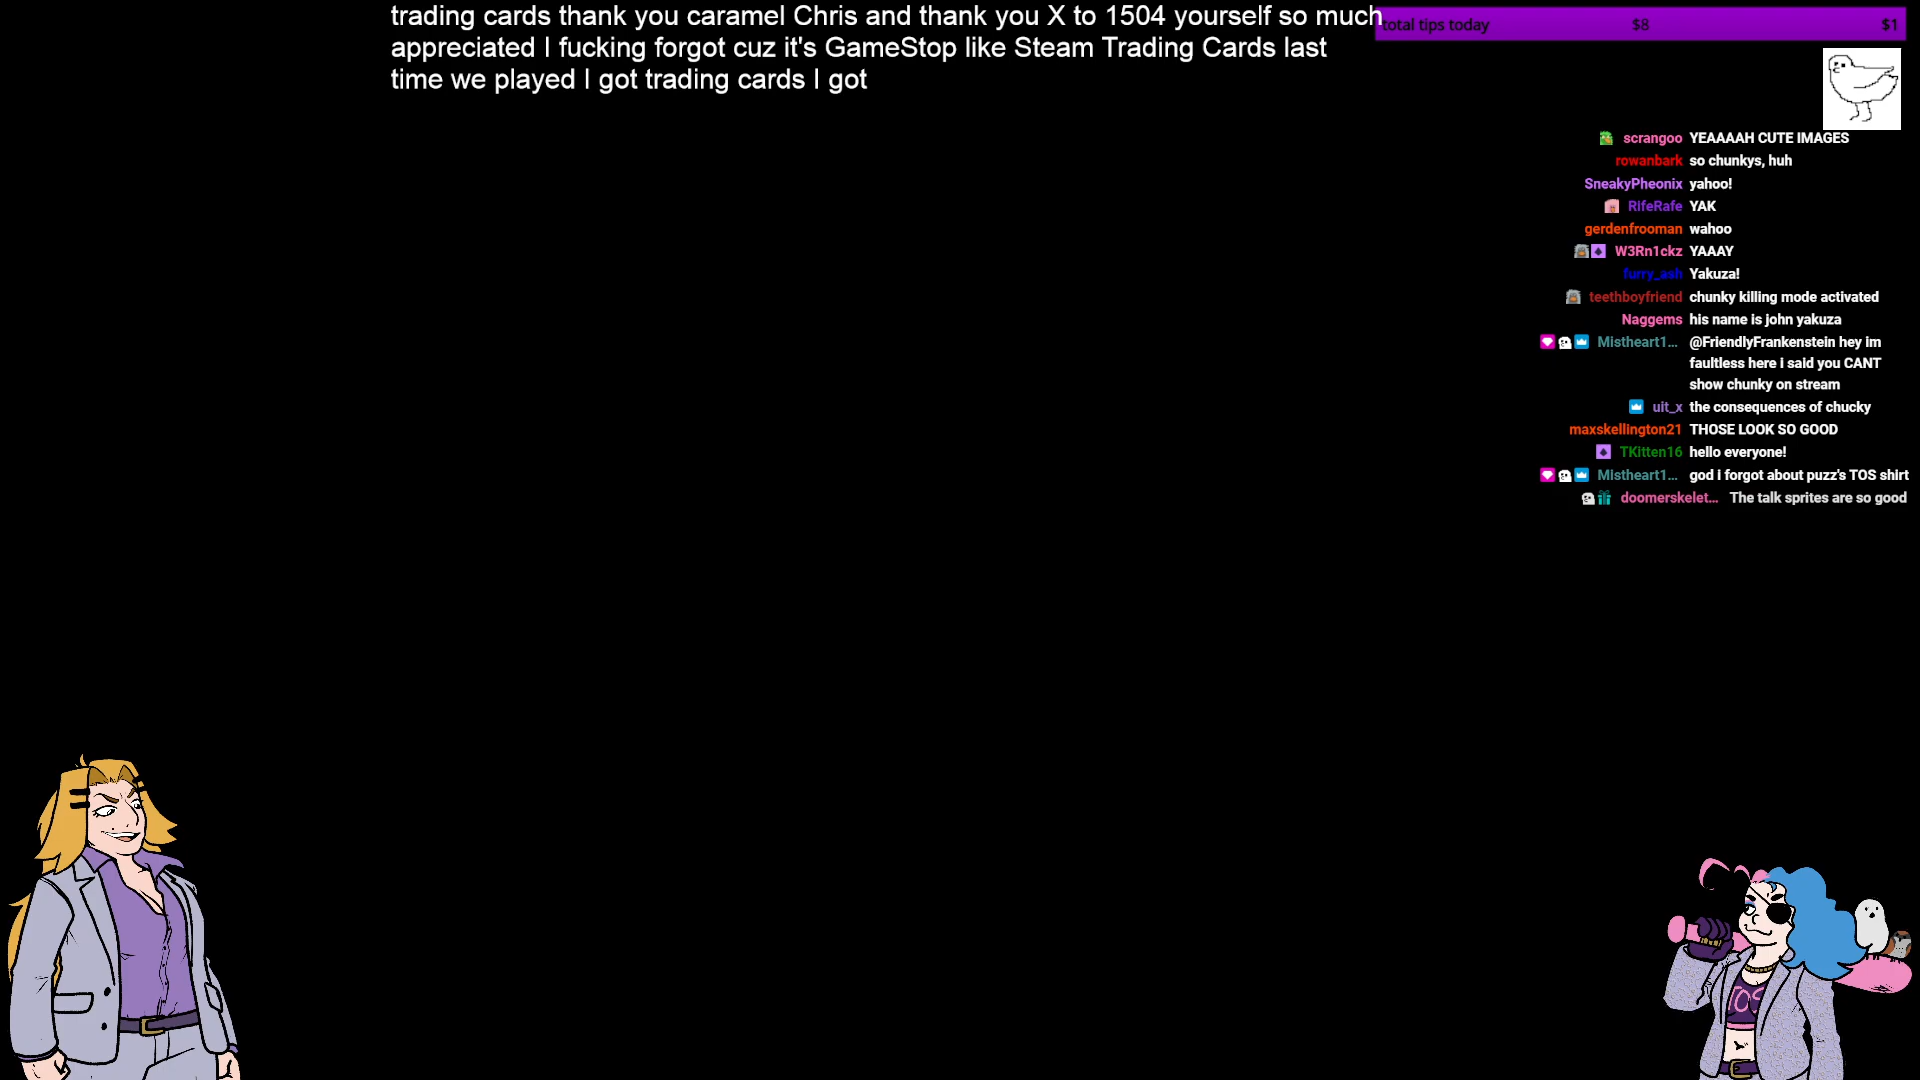 trading cards thank you caramel Chris and thank you X to 1504 yourself so much
appreciated I fucking forgot cuz it's GameStop like Steam Trading Cards last
time we played I got trading cards I got
total tips today $8 $1
scrangoo YEAAAAH CUTE IMAGES
rowanbark so chunkys, huh
SneakyPheonix yahoo!
RifeRafe YAK
gerdenfrooman wahoo
W3Rn1ckz YAAAY
furry_ash Yakuza!
teethboyfriend chunky killing mode activated
Naggems his name is john yakuza
Mistheart1... @FriendlyFrankenstein hey im
faultless here i said you CANT
show chunky on stream
uit_x the consequences of chucky
maxskellington21 THOSE LOOK SO GOOD
TKitten16 hello everyone!
Mistheart1... god i forgot about puzz's TOS shirt
doomerskelet... The talk sprites are so good
TOS